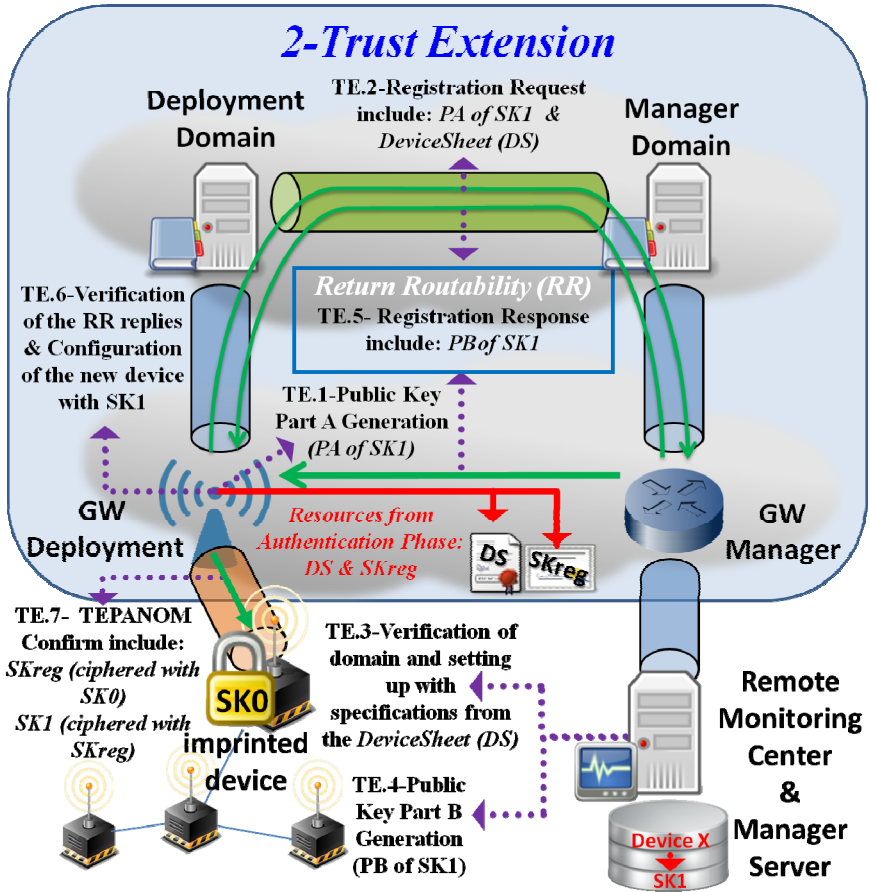 2-Trust Extension
Deployment
Domain
TE.2-Registration Request
include: PA of SK1 &
DeviceSheet (DS)
Manager
Domain
Return Routability (RR)
TE.5- Registration Response
include: PBof SK1
TE.6-Verification
of the RR replies
& Configuration
of the new device
with SK1
TE.1-Public Key
Part A Generation
(PA of SK1)
GW
Deployment
Resources from
Authentication Phase:
DS & SKreg
DS
SKreg
GW
Manager
TE.7- TEPANOM
Confirm include:
SKreg (ciphered with
SK0)
SK1 (ciphered with
SKreg)
SK0
imprinted
device
TE.3-Verification of
domain and setting
up with
specifications from
the DeviceSheet (DS)
TE.4-Public
Key Part B
Generation
(PB of SK1)
Remote
Monitoring
Center
&
Manager
Server
Device X
SK1